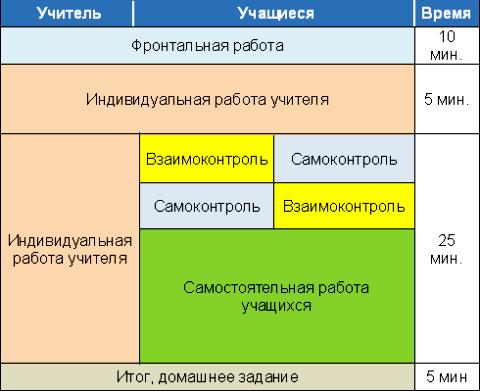 Учитель Учащиеся Время
Фронтальная работа 10 мин.
Индивидуальная работа учителя 5 мин.
Взаимоконтроль Самоконтроль
Самоконтроль Взаимоконтроль
Индивидуальная
работа учителя
Самостоятельная работа
учащихся
25
мин.
Итог, домашнее задание 5 мин